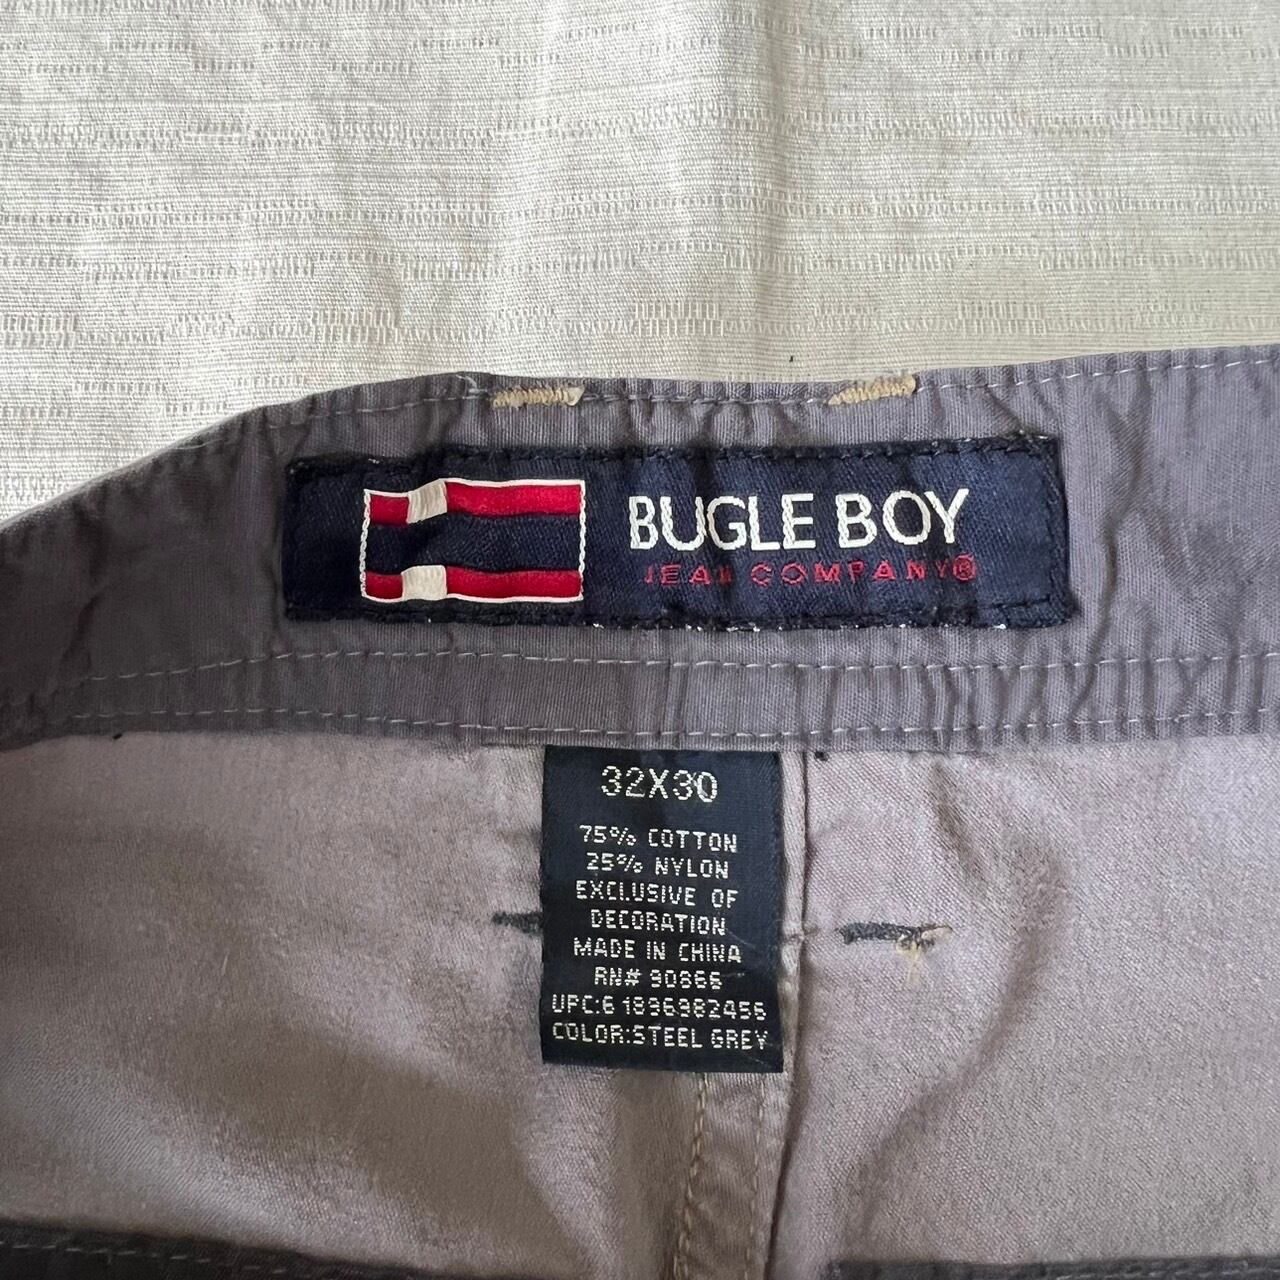 BUGLE BOY
JEAN COMPANY®
32X30
75% COTTON
25% NYLON
EXCLUSIVE OF
DECORATION
MADE IN CHINA
RN# 90866
UPC:6 1896982456
COLOR:STEEL GREY